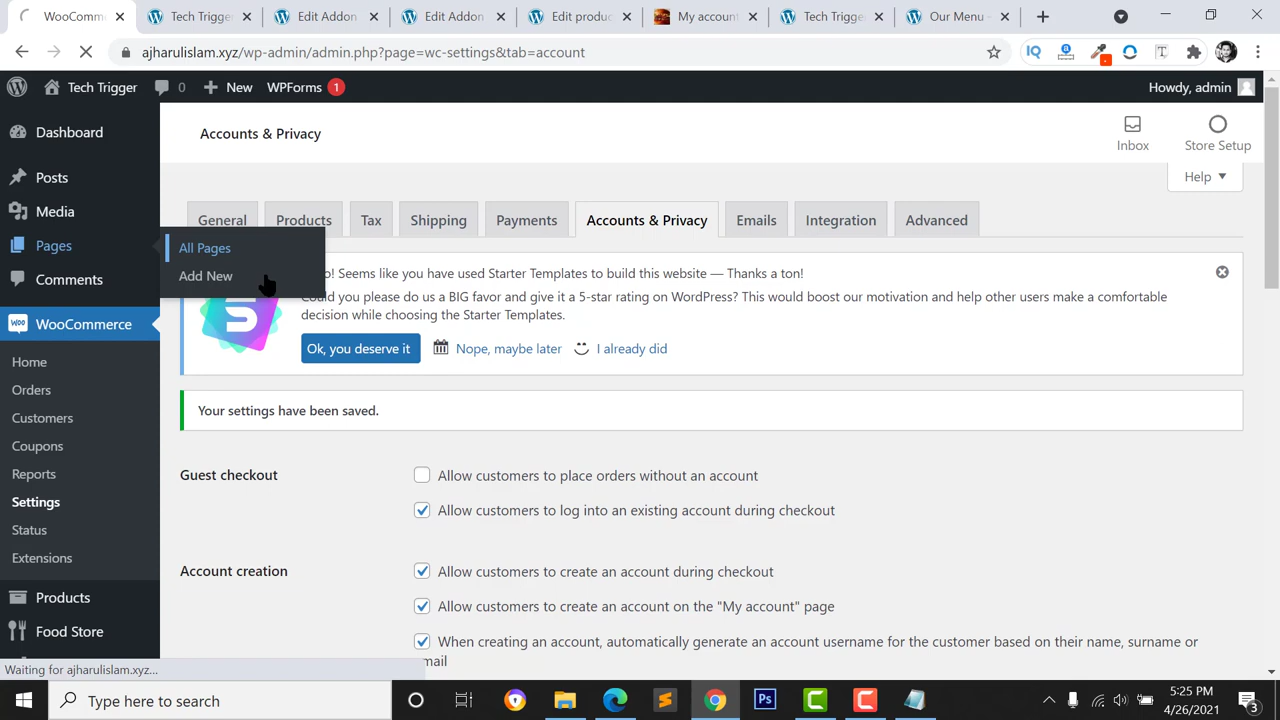 WooComm
Tech Trigger
Edit Addon
Edit Addon
Edit produc
My accoun
Tech Trigge
Our Menu –
ajharulislam.xyz/wp-admin/admin.php?page=wc-settings&tab=account
Tech Trigger
0
New
WPForms
1
Howdy, admin
Dashboard
Posts
Media
Pages
Comments
WooCommerce
Home
Orders
Customers
Coupons
Reports
Settings
Status
Extensions
Products
Food Store
All Pages
Add New
Accounts & Privacy
Inbox
Store Setup
Help
General
Products
Tax
Shipping
Payments
Accounts & Privacy
Emails
Integration
Advanced
o! Seems like you have used Starter Templates to build this website — Thanks a ton!
Could you please do us a BIG favor and give it a 5-star rating on WordPress? This would boost our motivation and help other users make a comfortable
decision while choosing the Starter Templates.
Ok, you deserve it
Nope, maybe later
I already did
Your settings have been saved.
Guest checkout
Allow customers to place orders without an account
Allow customers to log into an existing account during checkout
Account creation
Allow customers to create an account during checkout
Allow customers to create an account on the "My account" page
When creating an account, automatically generate an account username for the customer based on their name, surname or
mail
Waiting for ajharulislam.xyz...
Type here to search
5:25 PM
4/26/2021
3